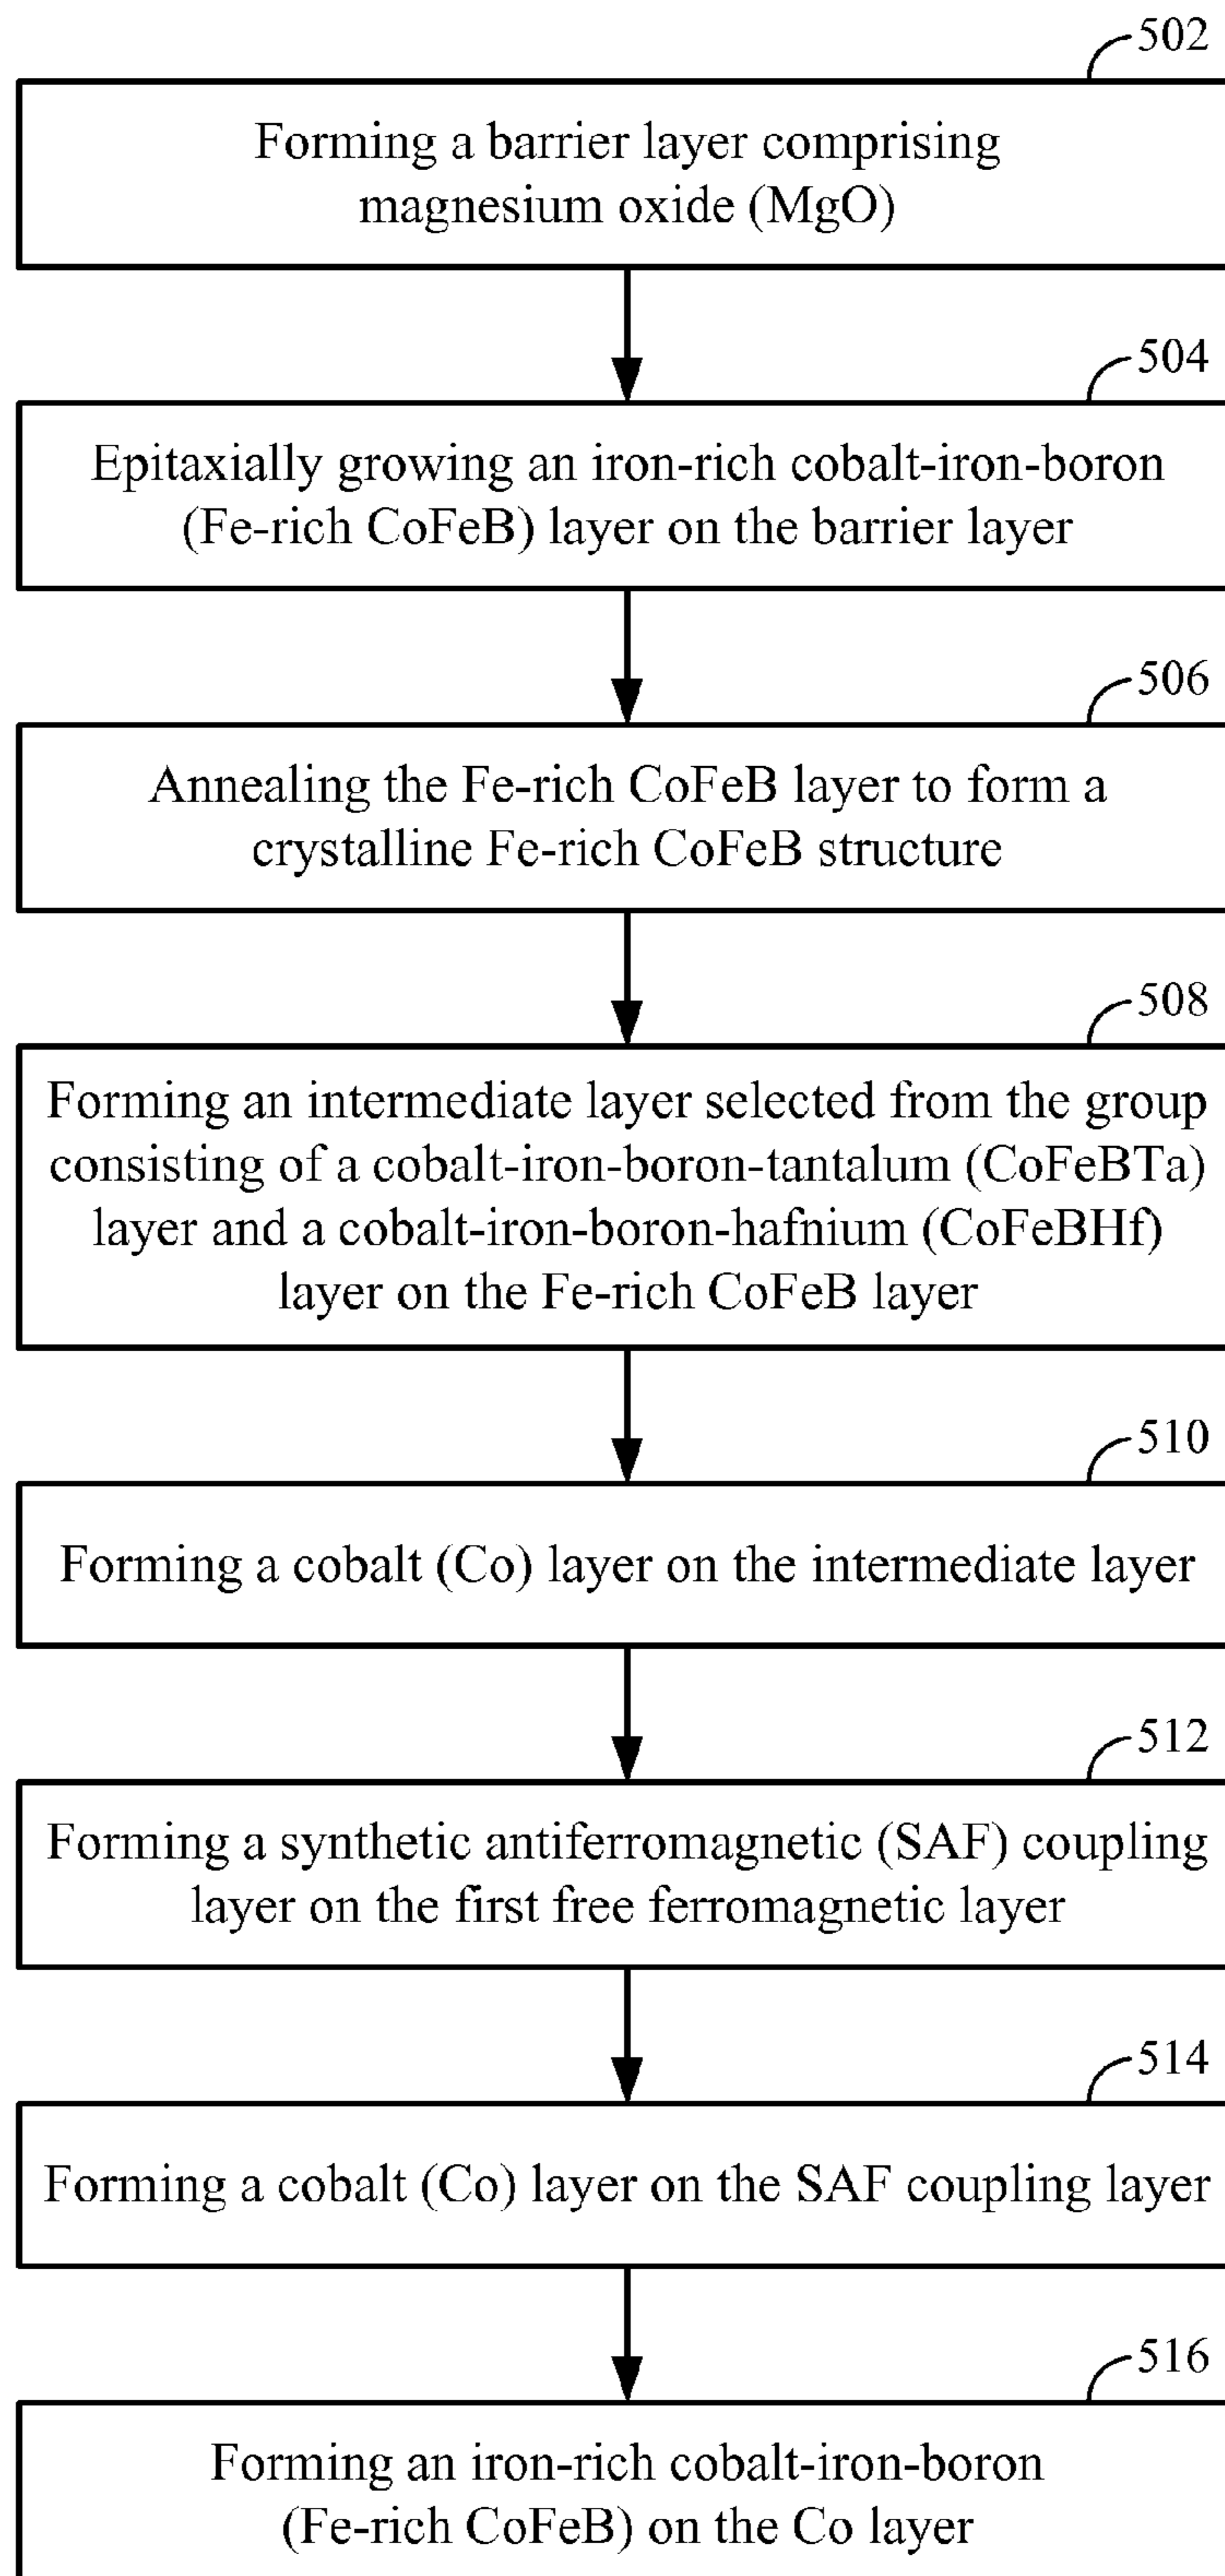 502
Forming a barrier layer comprising
magnesium oxide (MgO)
504
Epitaxially growing an iron-rich cobalt-iron-boron
(Fe-rich CoFeB) layer on the barrier layer
506
Annealing the Fe-rich CoFeB layer to form a
crystalline Fe-rich CoFeB structure
508
Forming an intermediate layer selected from the group
consisting of a cobalt-iron-boron-tantalum (CoFeBTa)
layer and a cobalt-iron-boron-hafnium (CoFeBHf)
layer on the Fe-rich CoFeB layer
510
Forming a cobalt (Co) layer on the intermediate layer
512
Forming a synthetic antiferromagnetic (SAF) coupling
layer on the first free ferromagnetic layer
514
Forming a cobalt (Co) layer on the SAF coupling layer
516
Forming an iron-rich cobalt-iron-boron
(Fe-rich CoFeB) on the Co layer